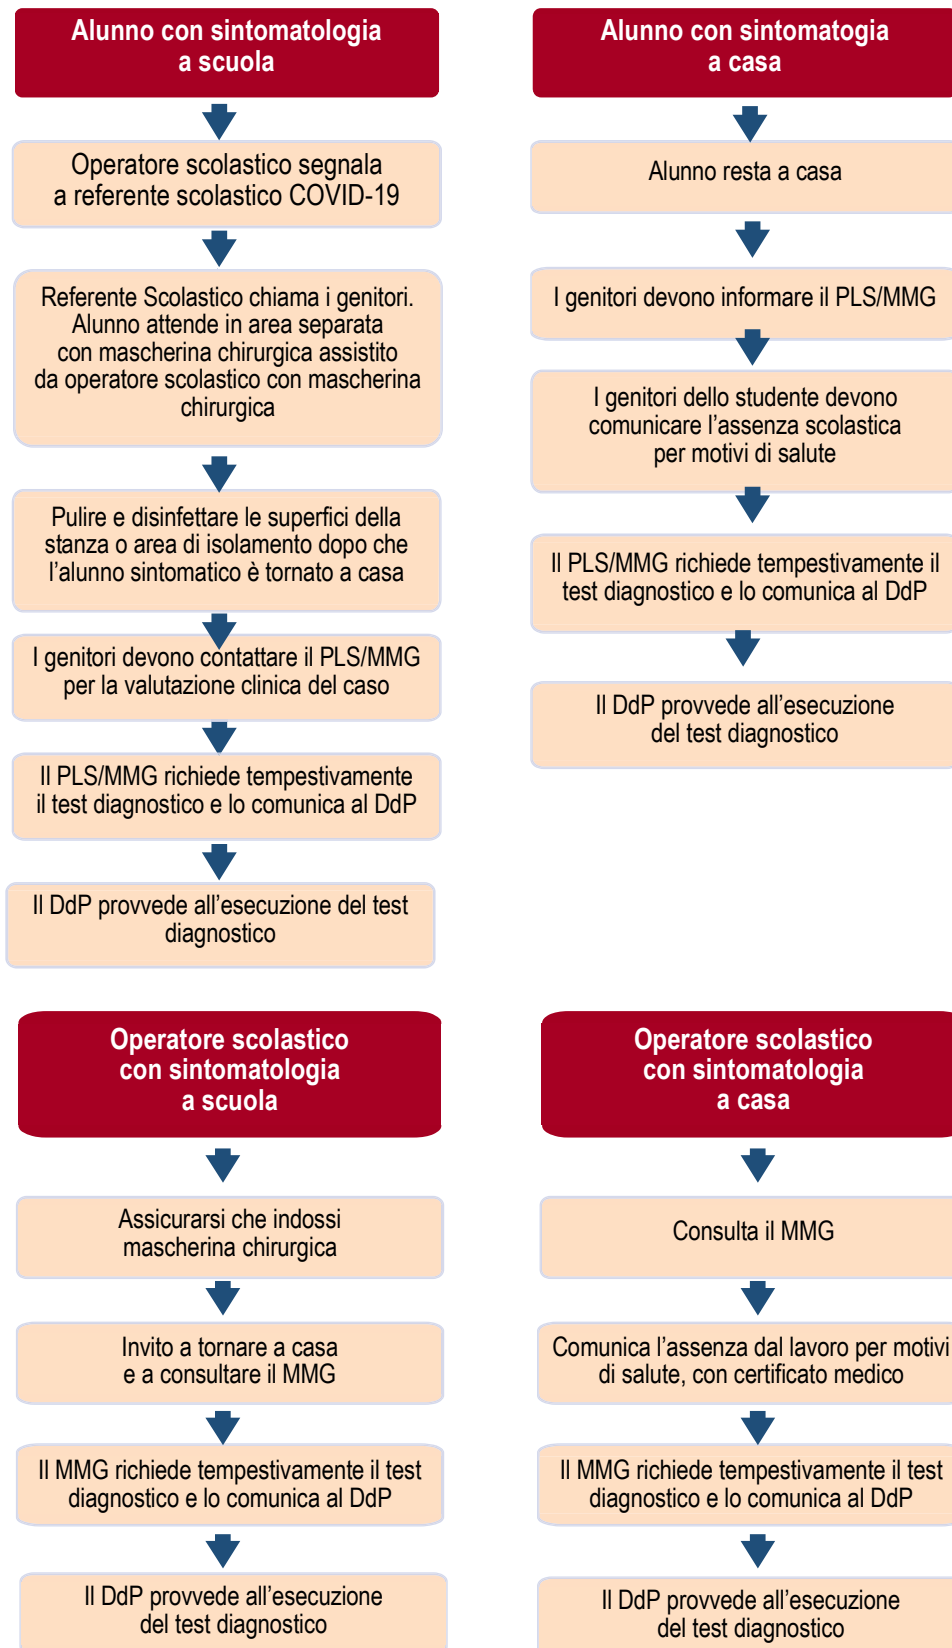 Alunno con sintomatologia
a scuola
Operatore scolastico segnala
a referente scolastico COVID-19
Referente Scolastico chiama i genitori.
Alunno attende in area separata
con mascherina chirurgica assistito
da operatore scolastico con mascherina
chirurgica
Pulire e disinfettare le superfici della
stanza o area di isolamento dopo che
l'alunno sintomatico è tornato a casa
I genitori devono contattare il PLS/MMG
per la valutazione clinica del caso
Il PLS/MMG richiede tempestivamente
il test diagnostico e lo comunica al DdP
Il DdP provvede all'esecuzione del test
diagnostico
Alunno con sintomatogia
a casa
Alunno resta a casa
I genitori devono informare il PLS/MMG
I genitori dello studente devono
comunicare l'assenza scolastica
per motivi di salute
Il PLS/MMG richiede tempestivamente il
test diagnostico e lo comunica al DdP
Il DdP provvede all'esecuzione
del test diagnostico
Operatore scolastico
con sintomatologia
a scuola
Assicurarsi che indossi
mascherina chirurgica
Invito a tornare a casa
e a consultare il MMG
Il MMG richiede tempestivamente il test
diagnostico e lo comunica al DdP
Il DdP provvede all'esecuzione
del test diagnostico
Operatore scolastico
con sintomatologia
a casa
Consulta il MMG
Comunica l'assenza dal lavoro per motivi
di salute, con certificato medico
Il MMG richiede tempestivamente il test
diagnostico e lo comunica al DdP
Il DdP provvede all'esecuzione
del test diagnostico